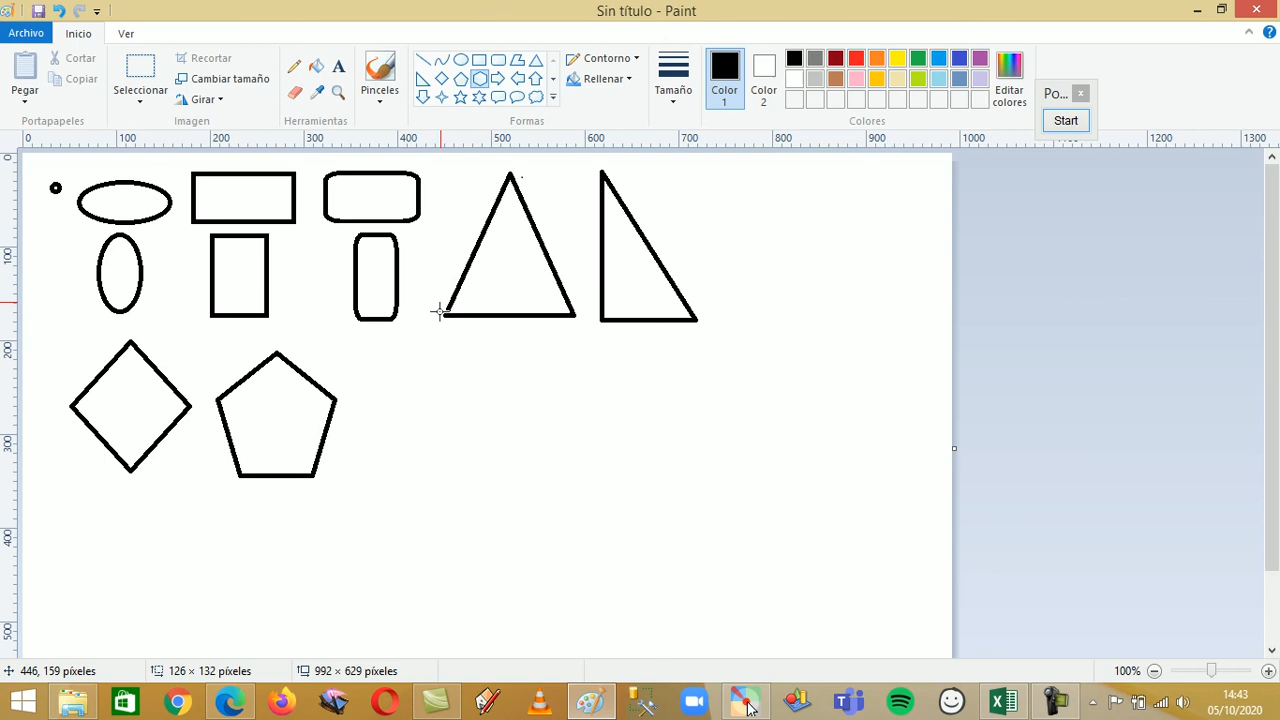 Sin título - Paint
Archivo Inicio Ver
Pegar
Cortar
Copiar
Portapapeles
Seleccionar
Recortar
Cambiar tamaño
Girar
Imagen
A
Herramientas
Pinceles
Contorno
Rellenar
Formas
Tamaño
Color 1
Color 2
Editar colores
Colores
Po... x
Start
0 100 200 300 400 500 600 700 800 900 1000 1200 1300
0
100
200
300
400
500
446, 159 píxeles 126 × 132 píxeles 992 × 629 píxeles 100%
14:43
05/10/2020